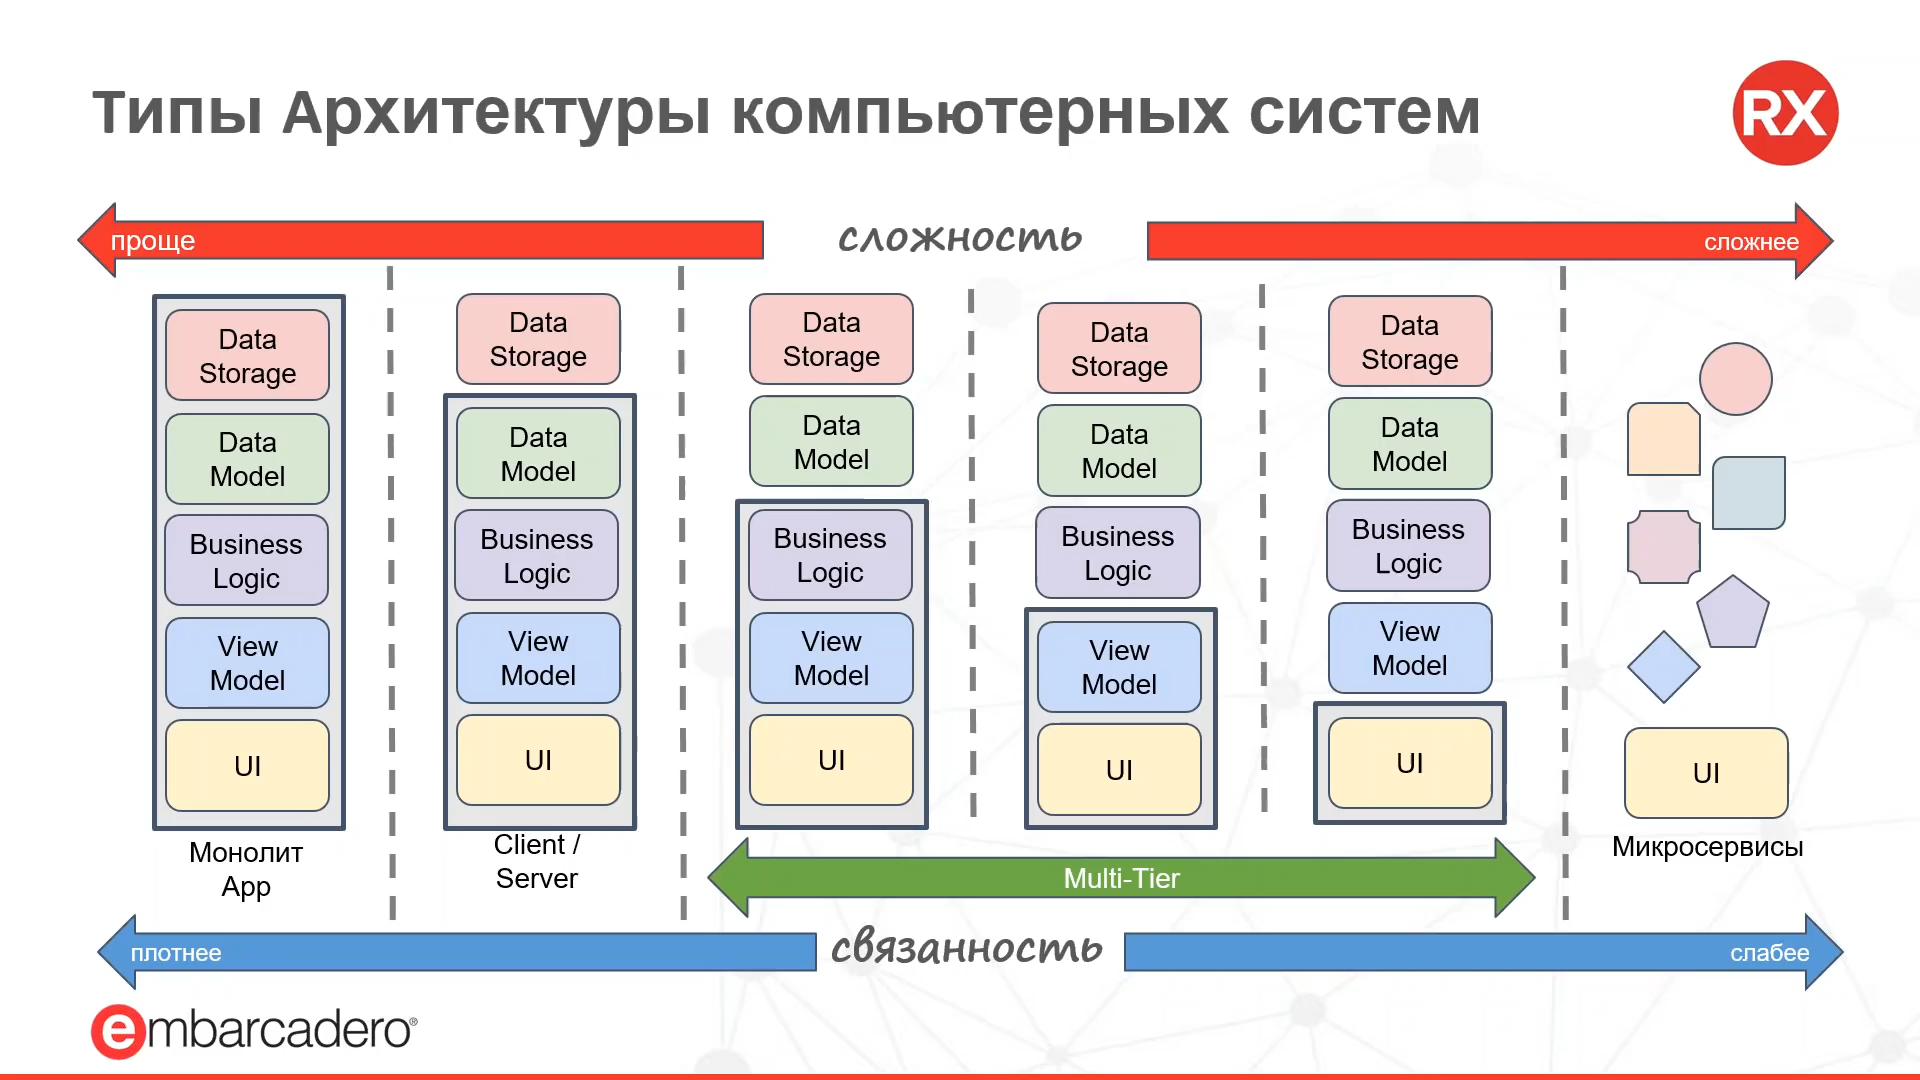 Типы Архитектуры компьютерных систем
RX
проще
сложность
сложнее
Data
Storage
Data
Model
Business
Logic
View
Model
UI
Монолит
App
Data
Storage
Data
Model
Business
Logic
View
Model
UI
Client /
Server
Data
Storage
Data
Model
Business
Logic
View
Model
UI
Data
Storage
Data
Model
Business
Logic
View
Model
UI
Data
Storage
Data
Model
Business
Logic
View
Model
UI
Multi-Tier
UI
Микросервисы
плотнее
связанность
слабее
embarcadero®